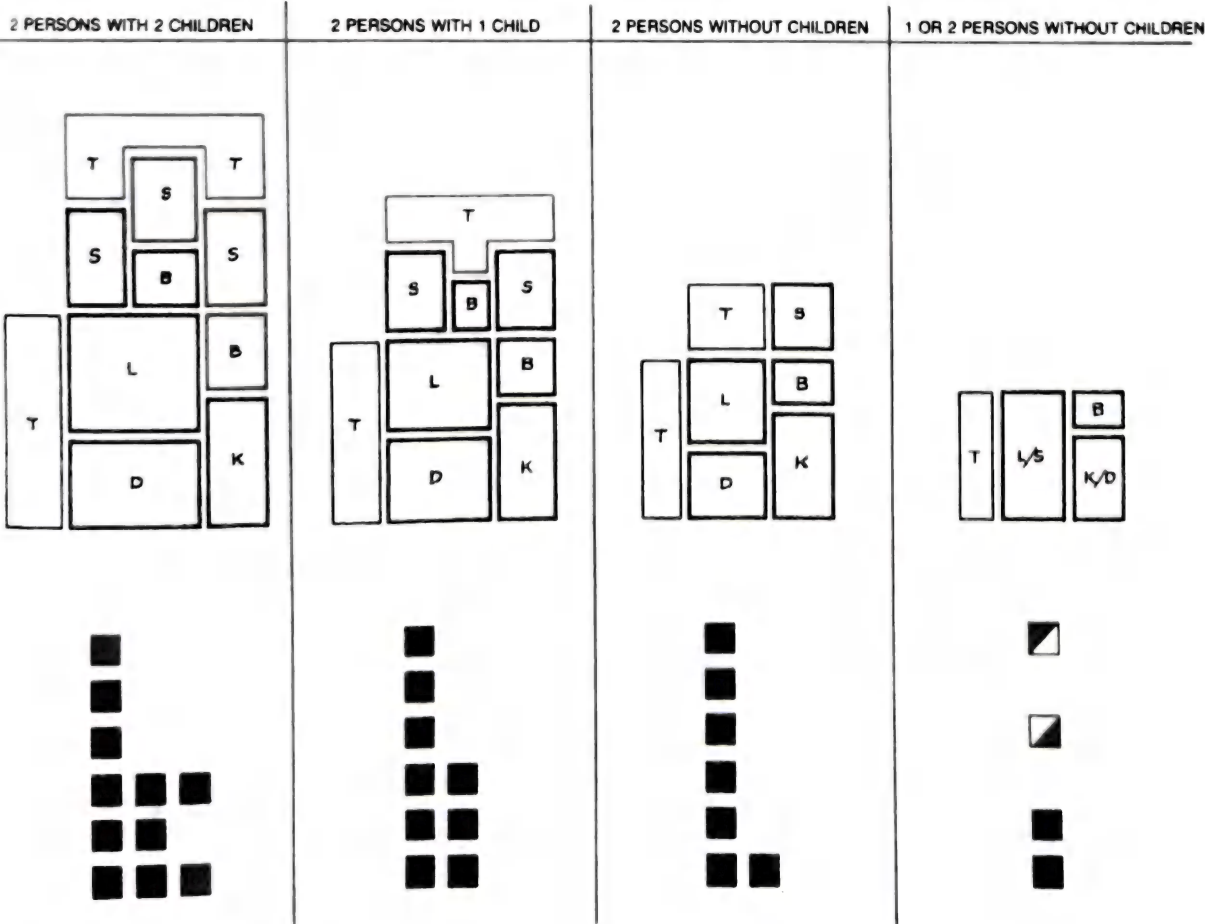 2 PERSONS WITH 2 CHILDREN
2 PERSONS WITH 1 CHILD
2 PERSONS WITHOUT CHILDREN
1 OR 2 PERSONS WITHOUT CHILDREN
T T
S
S S
B
L B
T
K
D
T
S S
B
L B
T
K
D
T S
B
L
T K
D
B
T L/S
K/D